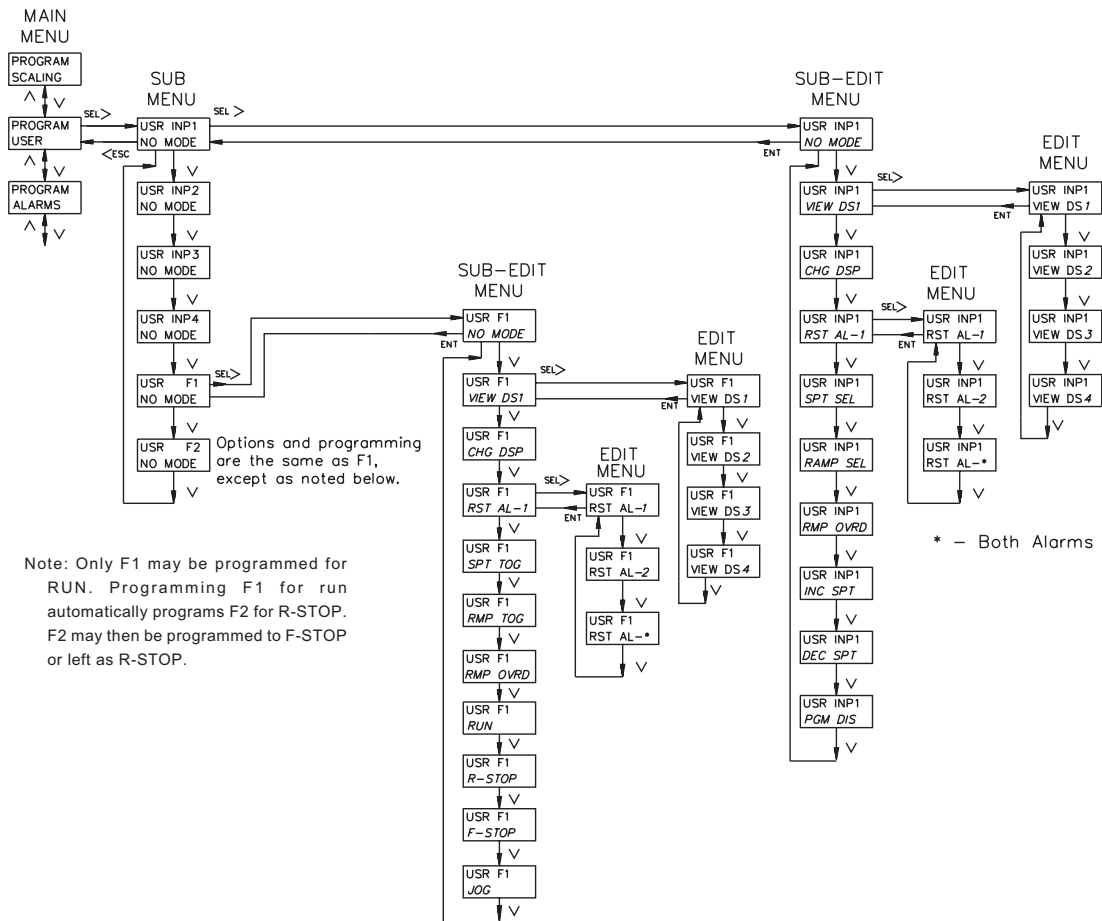 MAIN
MENU
PROGRAM
SCALING
^ v
PROGRAM
USER
^ v
PROGRAM
ALARMS
^ v
SEL>
<ESC
SUB
MENU
USR INP1
NO MODE
v
USR INP2
NO MODE
v
USR INP3
NO MODE
v
USR INP4
NO MODE
v
USR F1
NO MODE
v
USR F2
NO MODE
v
Options and programming
are the same as F1,
except as noted below.
SEL>
ENT
SEL>
ENT
SUB-EDIT
MENU
USR F1
NO MODE
v
USR F1
VIEW DS1
v
USR F1
CHG DSP
v
USR F1
RST AL-1
v
USR F1
SPT TOG
v
USR F1
RMP TOG
v
USR F1
RMP OVRD
v
USR F1
RUN
v
USR F1
R-STOP
v
USR F1
F-STOP
v
USR F1
JOG
v
SEL>
ENT
EDIT
MENU
USR F1
RST AL-1
v
USR F1
RST AL-2
v
USR F1
RST AL-*
v
SEL>
ENT
EDIT
MENU
USR F1
VIEW DS1
v
USR F1
VIEW DS2
v
USR F1
VIEW DS3
v
USR F1
VIEW DS4
v
SUB-EDIT
MENU
USR INP1
NO MODE
v
USR INP1
VIEW DS1
v
USR INP1
CHG DSP
v
USR INP1
RST AL-1
v
USR INP1
SPT SEL
v
USR INP1
RAMP SEL
v
USR INP1
RMP OVRD
v
USR INP1
INC SPT
v
USR INP1
DEC SPT
v
USR INP1
PGM DIS
v
SEL>
ENT
EDIT
MENU
USR INP1
RST AL-1
v
USR INP1
RST AL-2
v
USR INP1
RST AL-*
v
SEL>
ENT
EDIT
MENU
USR INP1
VIEW DS1
v
USR INP1
VIEW DS2
v
USR INP1
VIEW DS3
v
USR INP1
VIEW DS4
v
* - Both Alarms
Note: Only F1 may be programmed for
RUN. Programming F1 for run
automatically programs F2 for R-STOP.
F2 may then be programmed to F-STOP
or left as R-STOP.